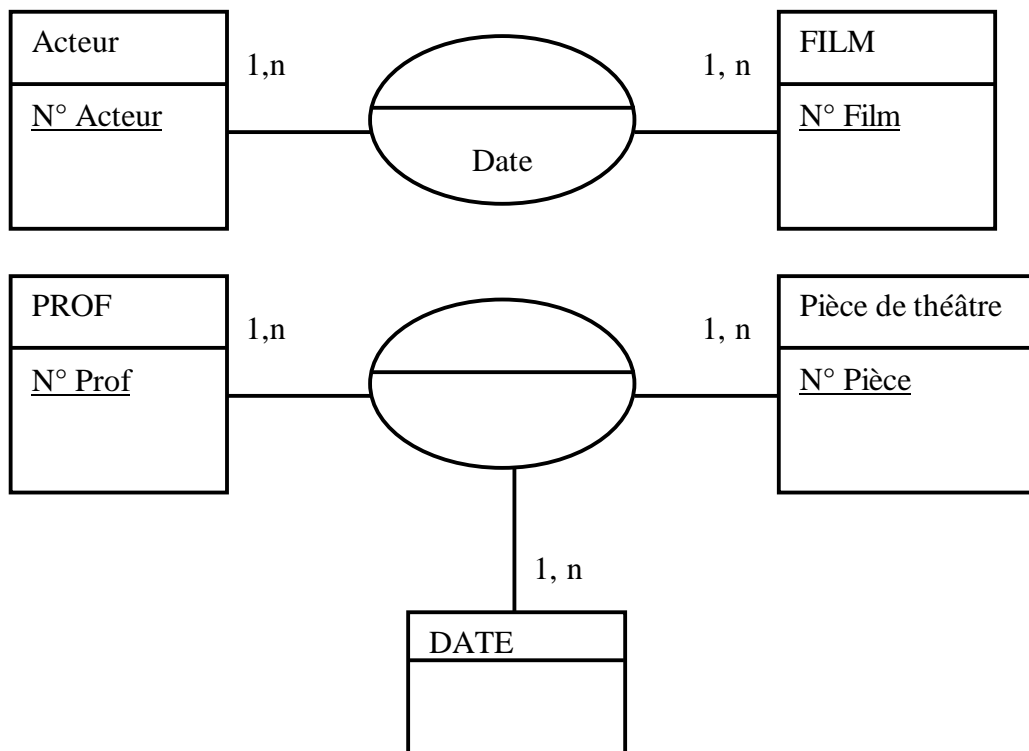 Acteur
FILM
1,n
1, n
N° Acteur
N° Film
Date
PROF
Pièce de théâtre
1,n
1, n
N° Prof
N° Pièce
1, n
DATE